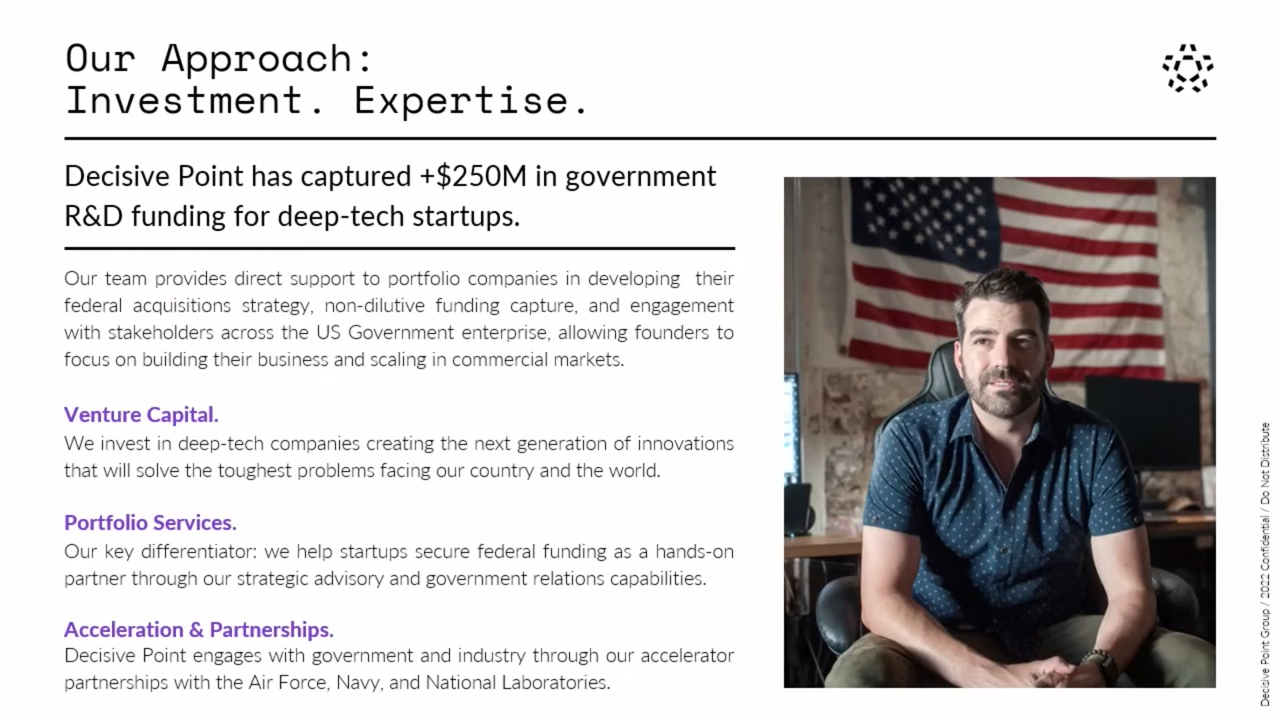 Our Approach:
Investment. Expertise.
Decisive Point has captured +$250M in government
R&D funding for deep-tech startups.
Our team provides direct support to portfolio companies in developing their
federal acquisitions strategy, non-dilutive funding capture, and engagement
with stakeholders across the US Government enterprise, allowing founders to
focus on building their business and scaling in commercial markets.
Venture Capital.
We invest in deep-tech companies creating the next generation of innovations
that will solve the toughest problems facing our country and the world.
Portfolio Services.
Our key differentiator: we help startups secure federal funding as a hands-on
partner through our strategic advisory and government relations capabilities.
Acceleration & Partnerships.
Decisive Point engages with government and industry through our accelerator
partnerships with the Air Force, Navy, and National Laboratories.
Decisive Point Group / 2022 Confidential / Do Not Distribute